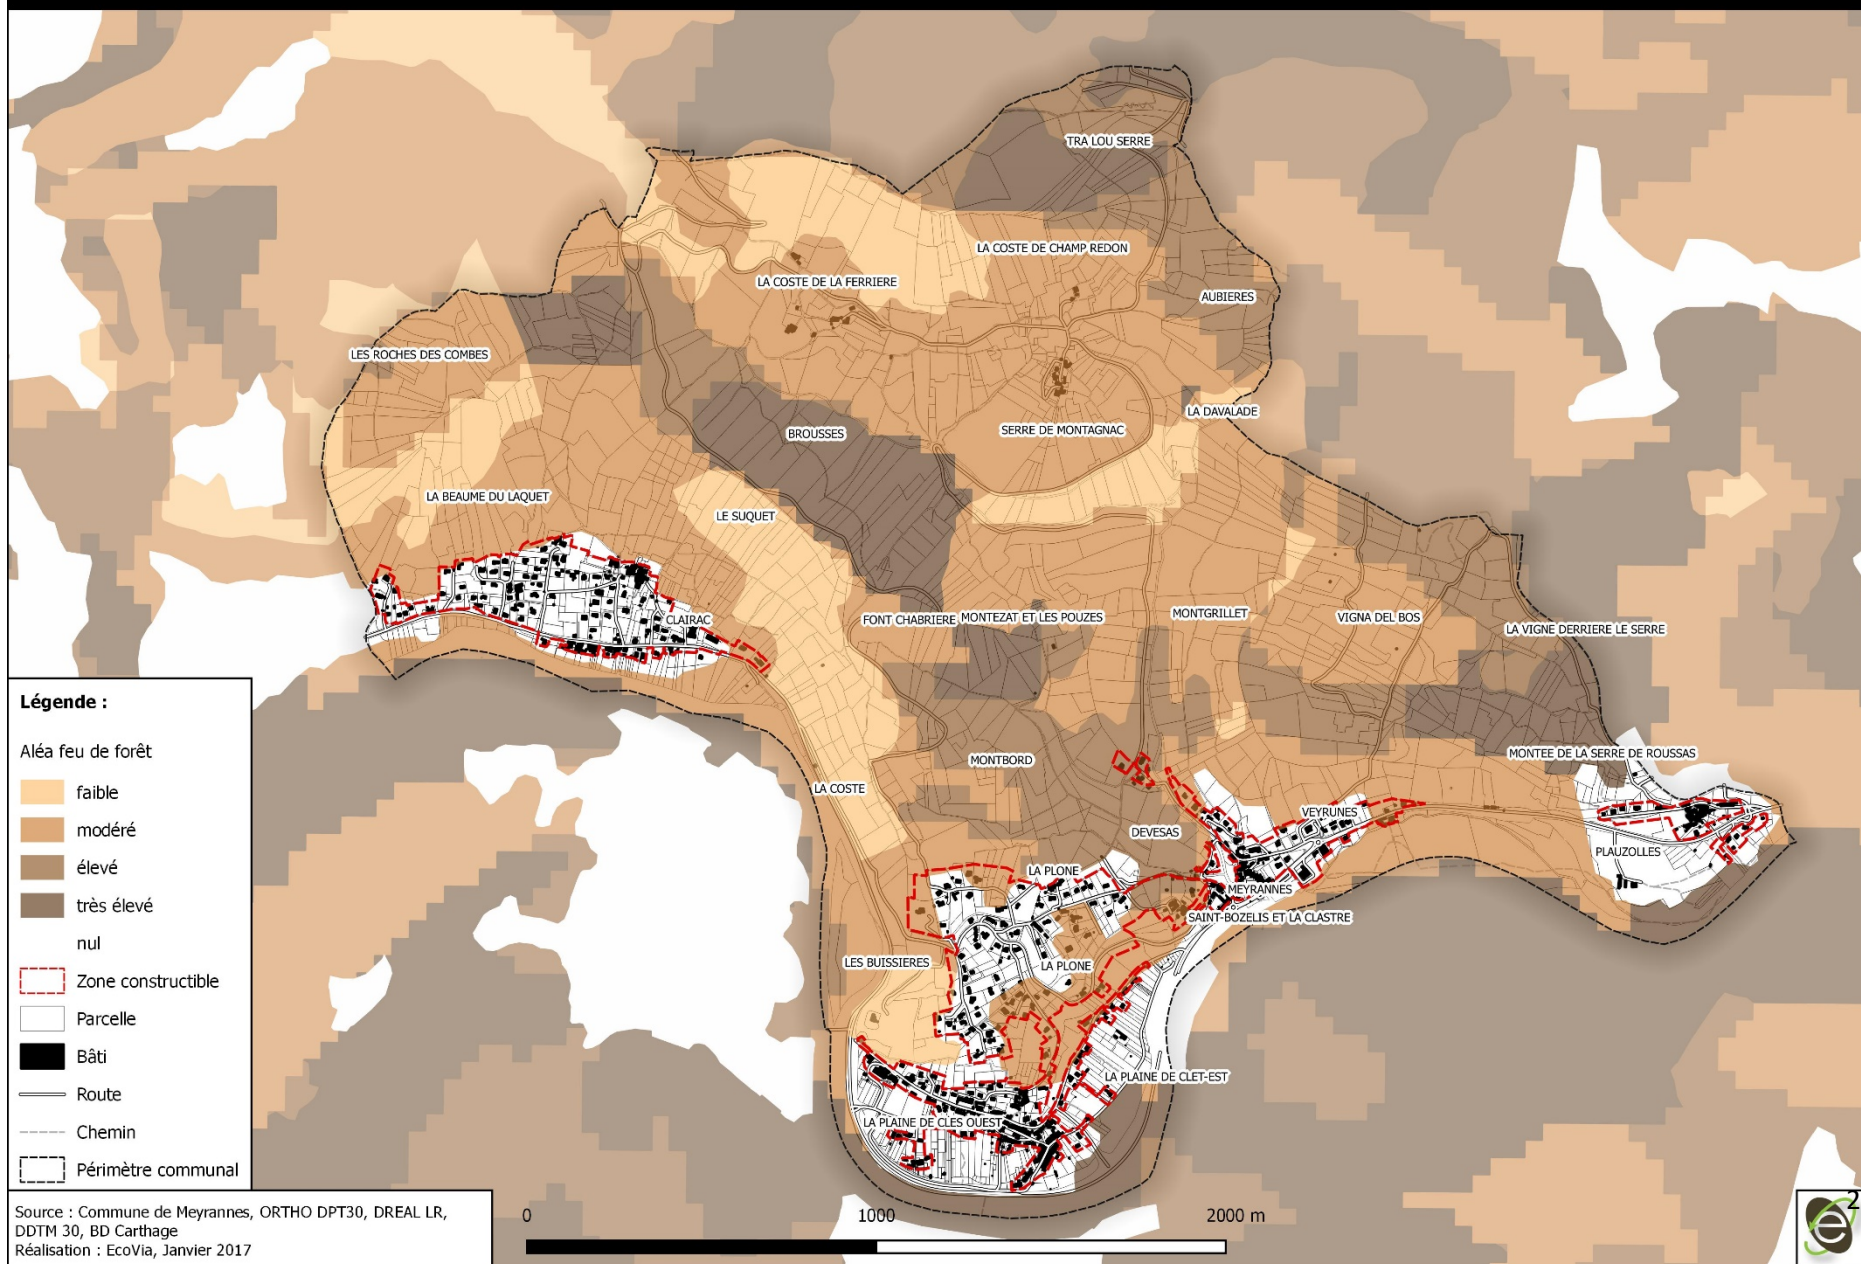 TRA LOU SERRE
LA COSTE DE CHAMP REDON
LA COSTE DE LA FERRIERE
AUBIERES
LES ROCHES DES COMBES
LA DAVALADE
BROUSSES
SERRE DE MONTAGNAC
LA BEAUME DU LAQUET
LE SUQUET
CLAIRAC
FONT CHABRIERE
MONTEZAT ET LES POUZES
MONTGRILLET
VIGNA DEL BOS
LA VIGNE DERRIERE LE SERRE
MONTBORD
MONTEE DE LA SERRE DE ROUSSAS
LA COSTE
DEVESAS
VEYRUNES
PLAUZOLLES
LA PLONE
MEYRANNES
SAINT-BOZELIS ET LA CLASTRE
LES BUISSIERES
LA PLONE
LA PLAINE DE CLET-EST
LA PLAINE DE CLES OUEST
Légende :
Aléa feu de forêt
faible
modéré
élevé
très élevé
nul
Zone constructible
Parcelle
Bâti
Route
Chemin
Périmètre communal
Source : Commune de Meyrannes, ORTHO DPT30, DREAL LR,
DDTM 30, BD Carthage
Réalisation : EcoVia, Janvier 2017
0 1000 2000 m
e
2